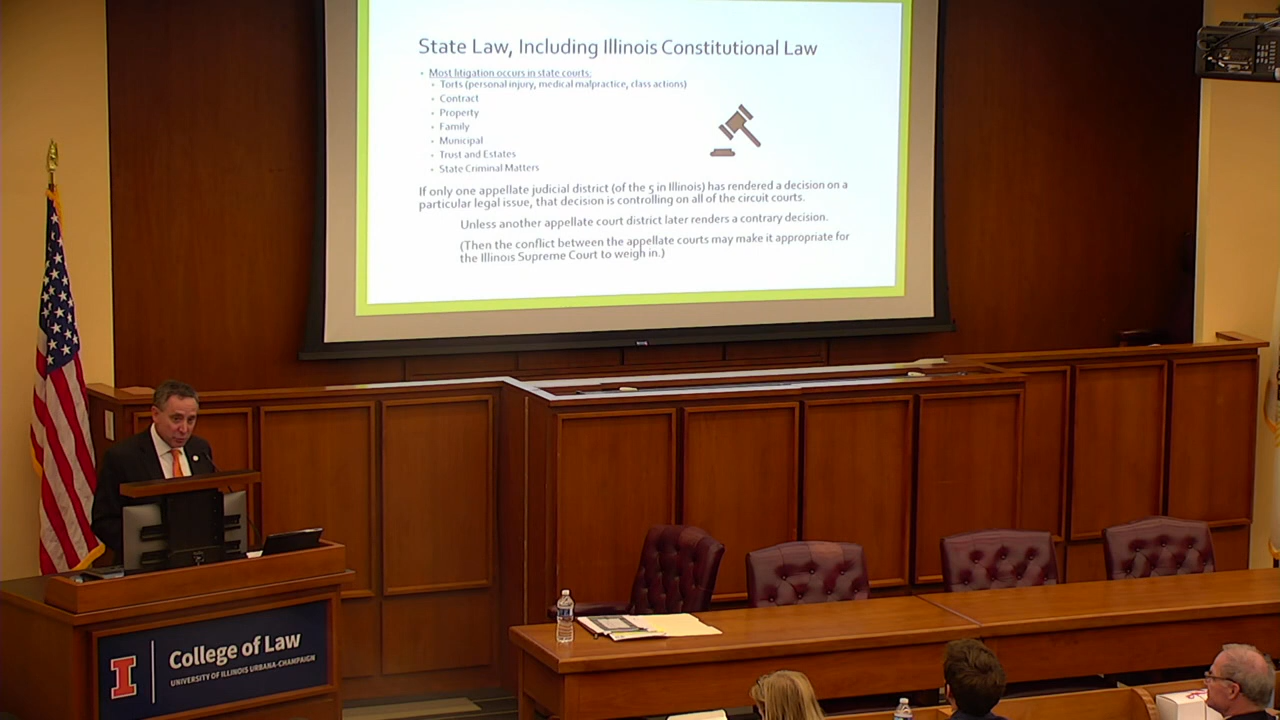 State Law, Including Illinois Constitutional Law
• Most litigation occurs in state courts:
• Torts (personal injury, medical malpractice, class actions)
• Contract
• Property
• Family
• Municipal
• Trust and Estates
• State Criminal Matters
If only one appellate judicial district (of the 5 in Illinois) has rendered a decision on a
particular legal issue, that decision is controlling on all of the circuit courts.
Unless another appellate court district later renders a contrary decision.
(Then the conflict between the appellate courts may make it appropriate for
the Illinois Supreme Court to weigh in.)
I
College of Law
UNIVERSITY OF ILLINOIS URBANA-CHAMPAIGN